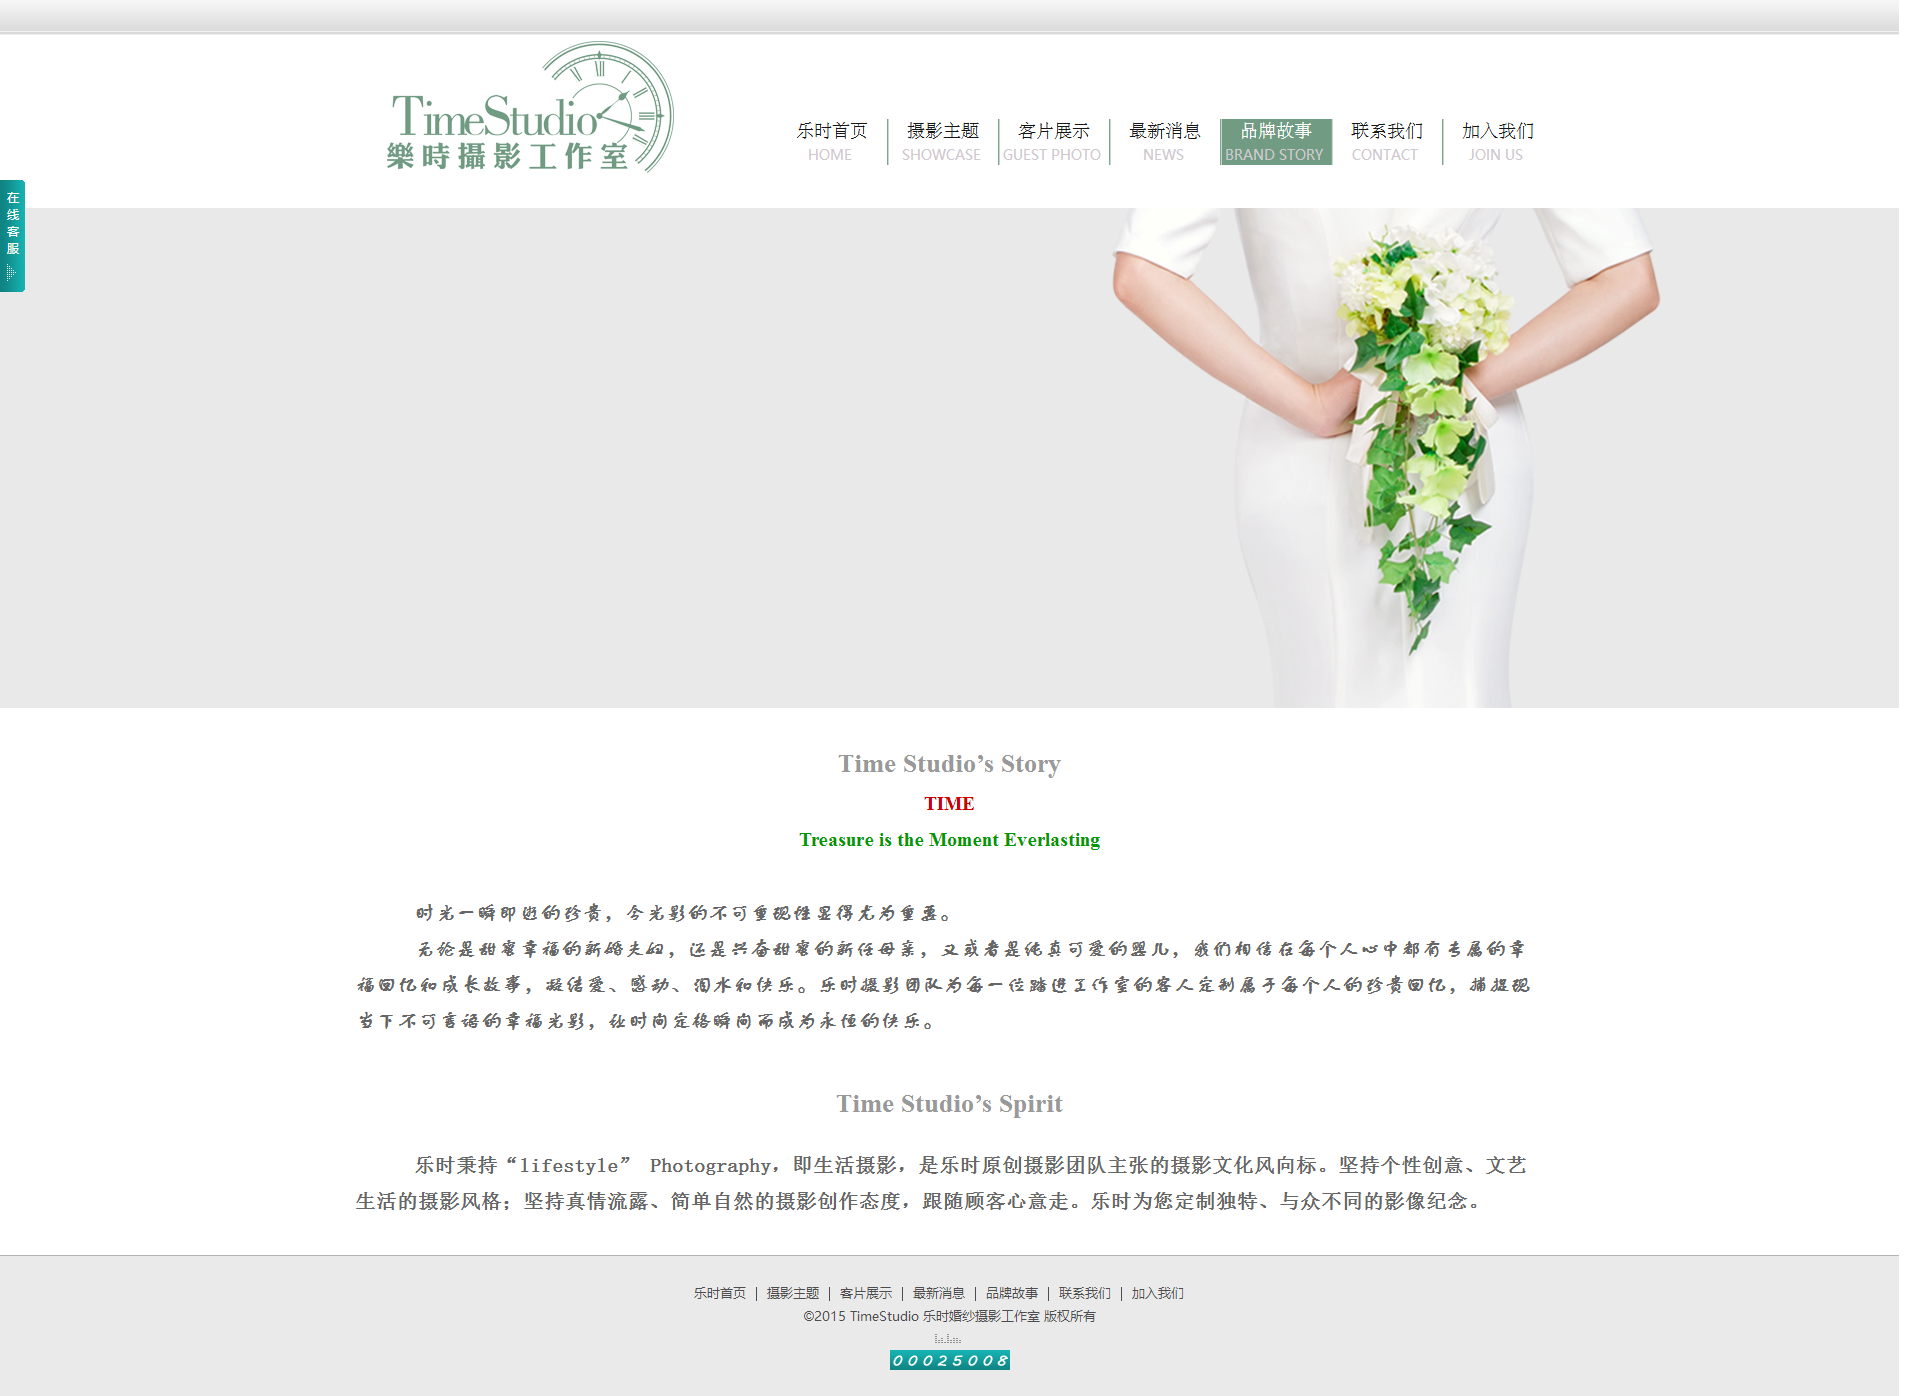 TimeStudio
樂時攝影工作室
乐时首页 摄影主题 客片展示 最新消息 品牌故事 联系我们 加入我们
HOME SHOWCASE GUEST PHOTO NEWS BRAND STORY CONTACT JOIN US
在线客服
Time Studio’s Story
TIME
Treasure is the Moment Everlasting
时光一瞬即逝的珍贵，令光影的不可重现性显得尤为重要。
无论是甜蜜幸福的新婚夫妇，还是兴奋甜蜜的新任母亲，又或者是纯真可爱的婴儿，我们相信在每个人心中都有专属的幸
福回忆和成长故事，凝结爱、感动、泪水和快乐。乐时摄影团队为每一位踏进工作室的客人定制属于每个人的珍贵回忆，捕捉现
当下不可言语的幸福光影，让时间定格瞬间而成为永恒的快乐。
Time Studio’s Spirit
乐时秉持“lifestyle” Photography，即生活摄影，是乐时原创摄影团队主张的摄影文化风向标。坚持个性创意、文艺
生活的摄影风格；坚持真情流露、简单自然的摄影创作态度，跟随顾客心意走。乐时为您定制独特、与众不同的影像纪念。
乐时首页 | 摄影主题 | 客片展示 | 最新消息 | 品牌故事 | 联系我们 | 加入我们
©2015 TimeStudio 乐时婚纱摄影工作室 版权所有
00025008